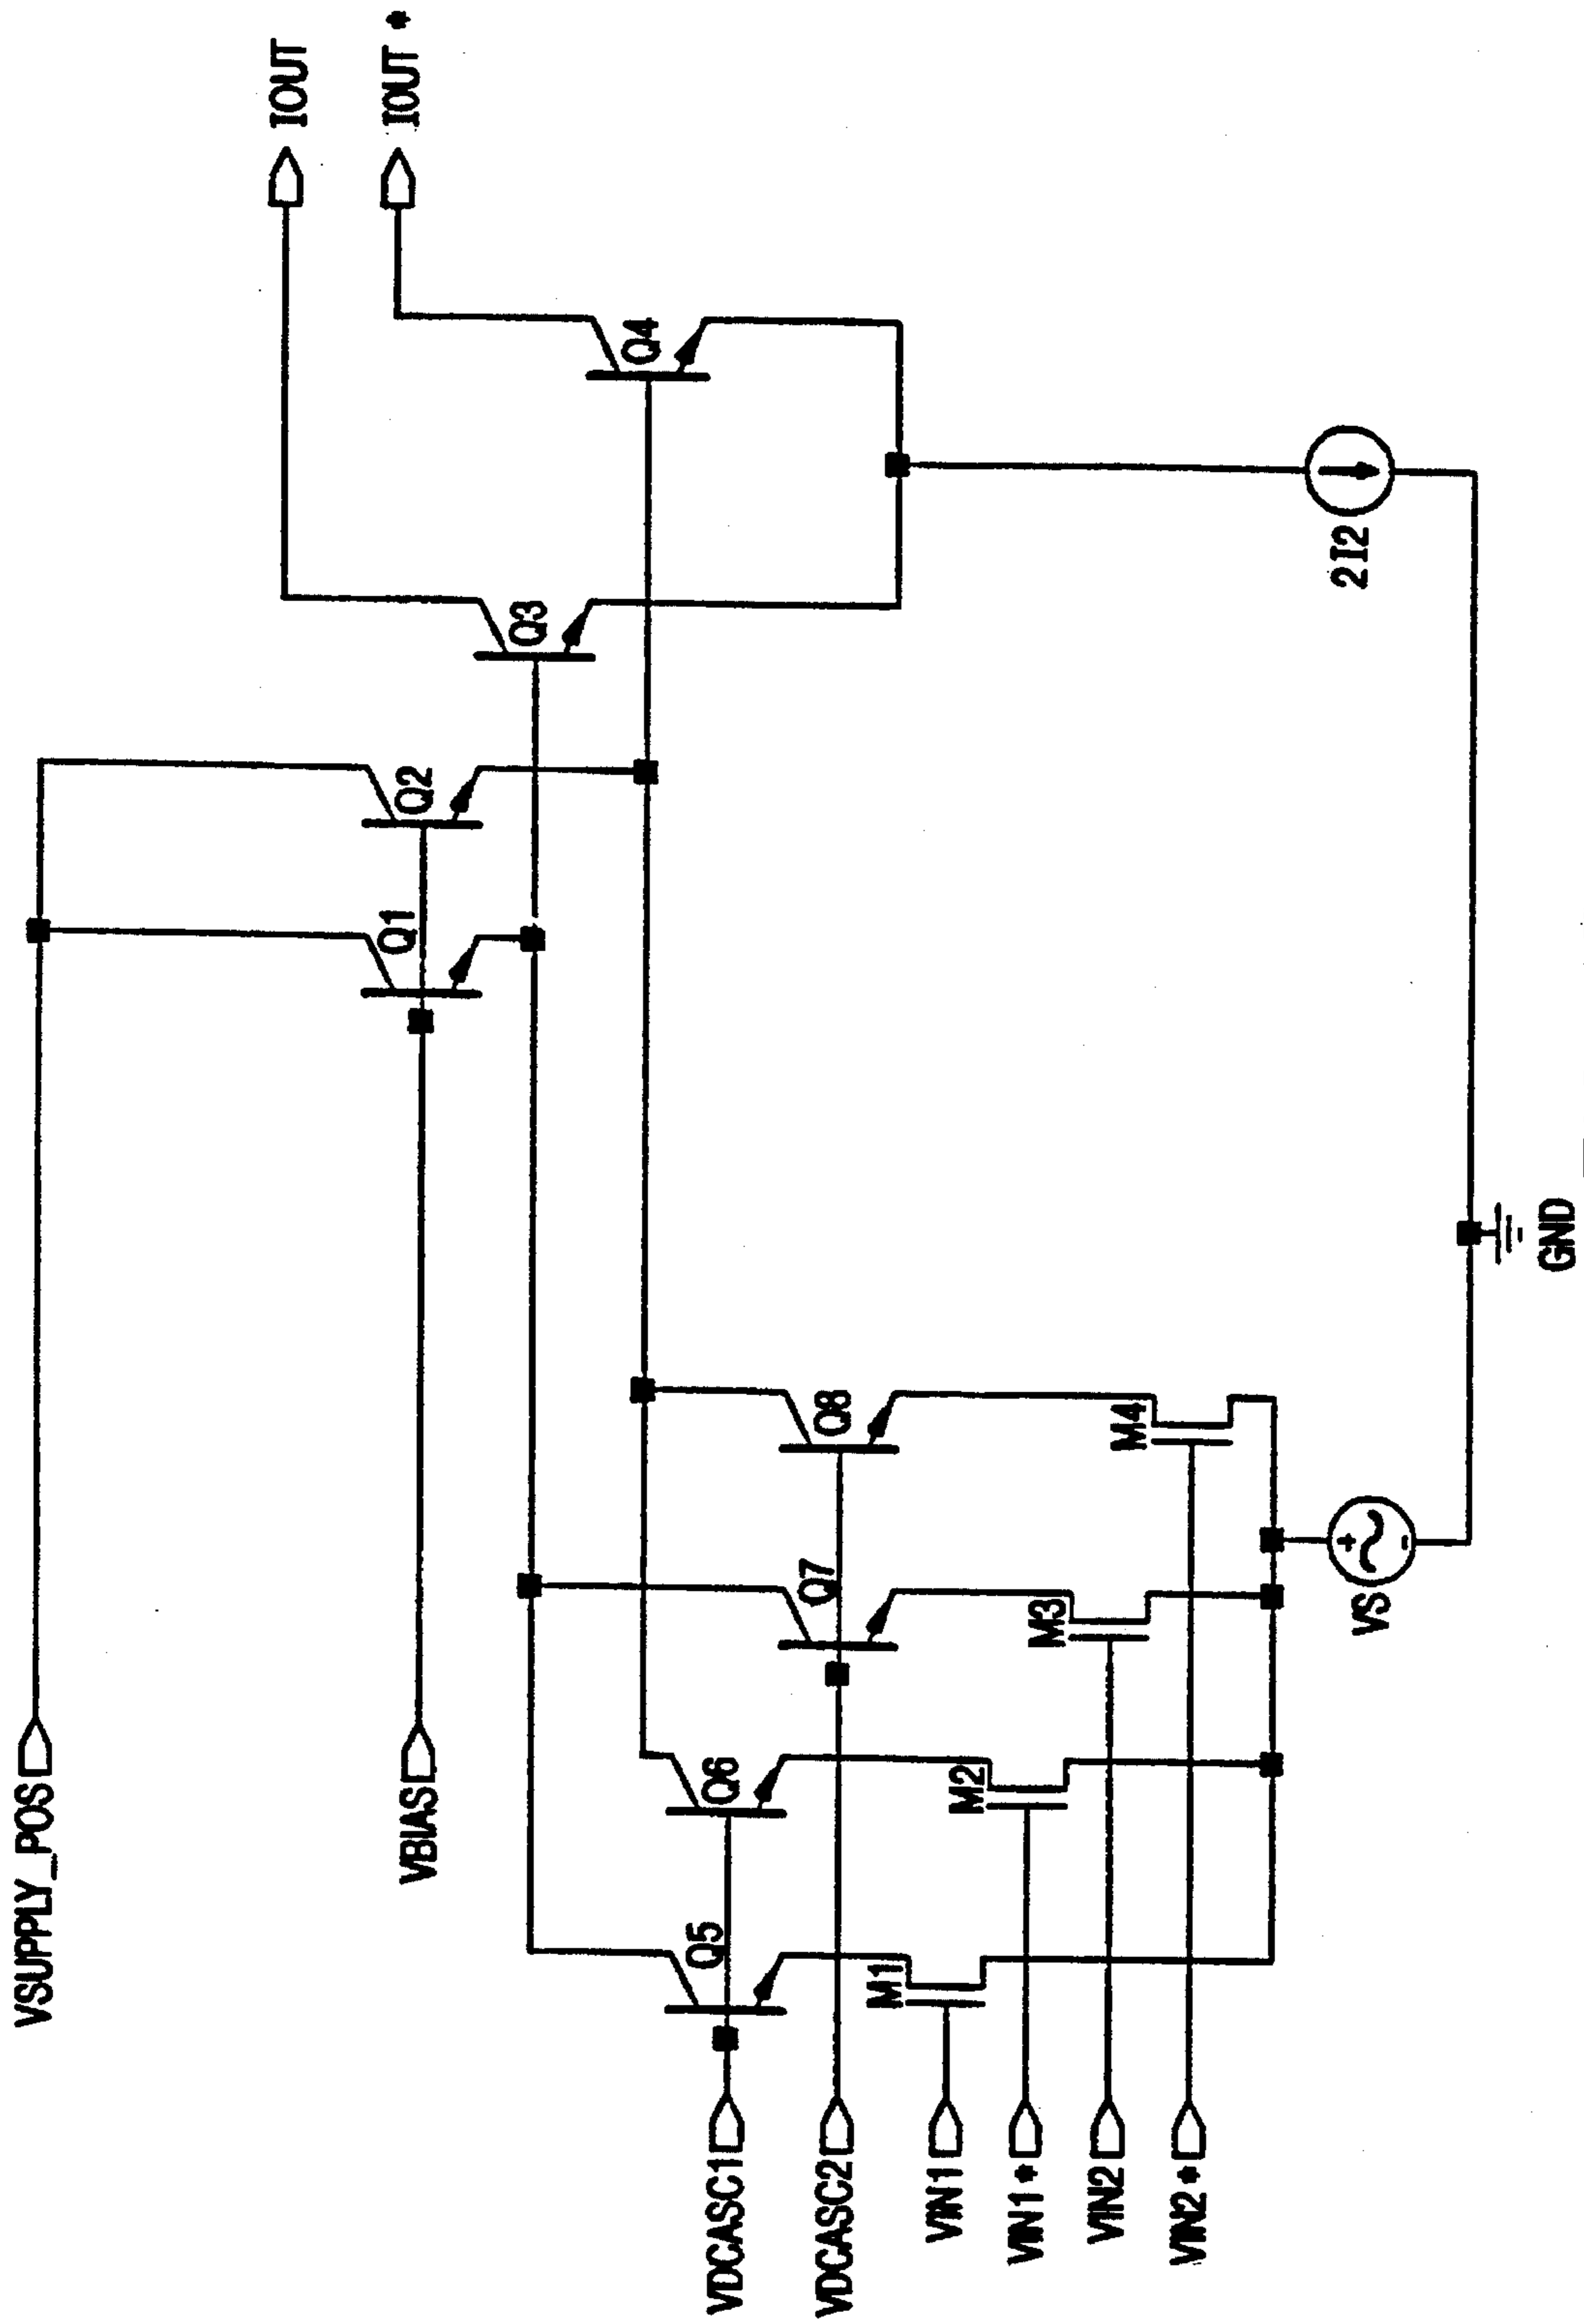 VSUPPLY_POS
VBIAS
IOUT
IOUT *
Q1
Q2
Q3
Q4
Q5
Q6
Q7
Q8
VDCASC1
VDCASC2
VIN1
VIN1*
VIN2
VIN2*
M1
M2
M3
M4
VS
+
-
2I2
GND